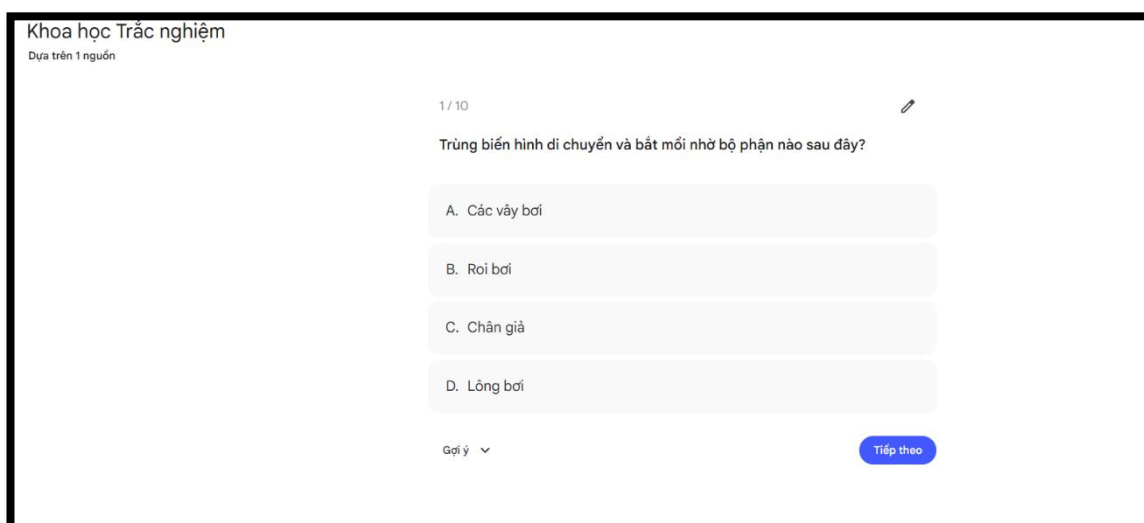 Khoa học Trắc nghiệm
Dựa trên 1 nguồn
1 / 10
Trùng biến hình di chuyển và bắt mồi nhờ bộ phận nào sau đây?
A. Các vây bơi
B. Roi bơi
C. Chân giả
D. Lông bơi
Gợi ý
Tiếp theo